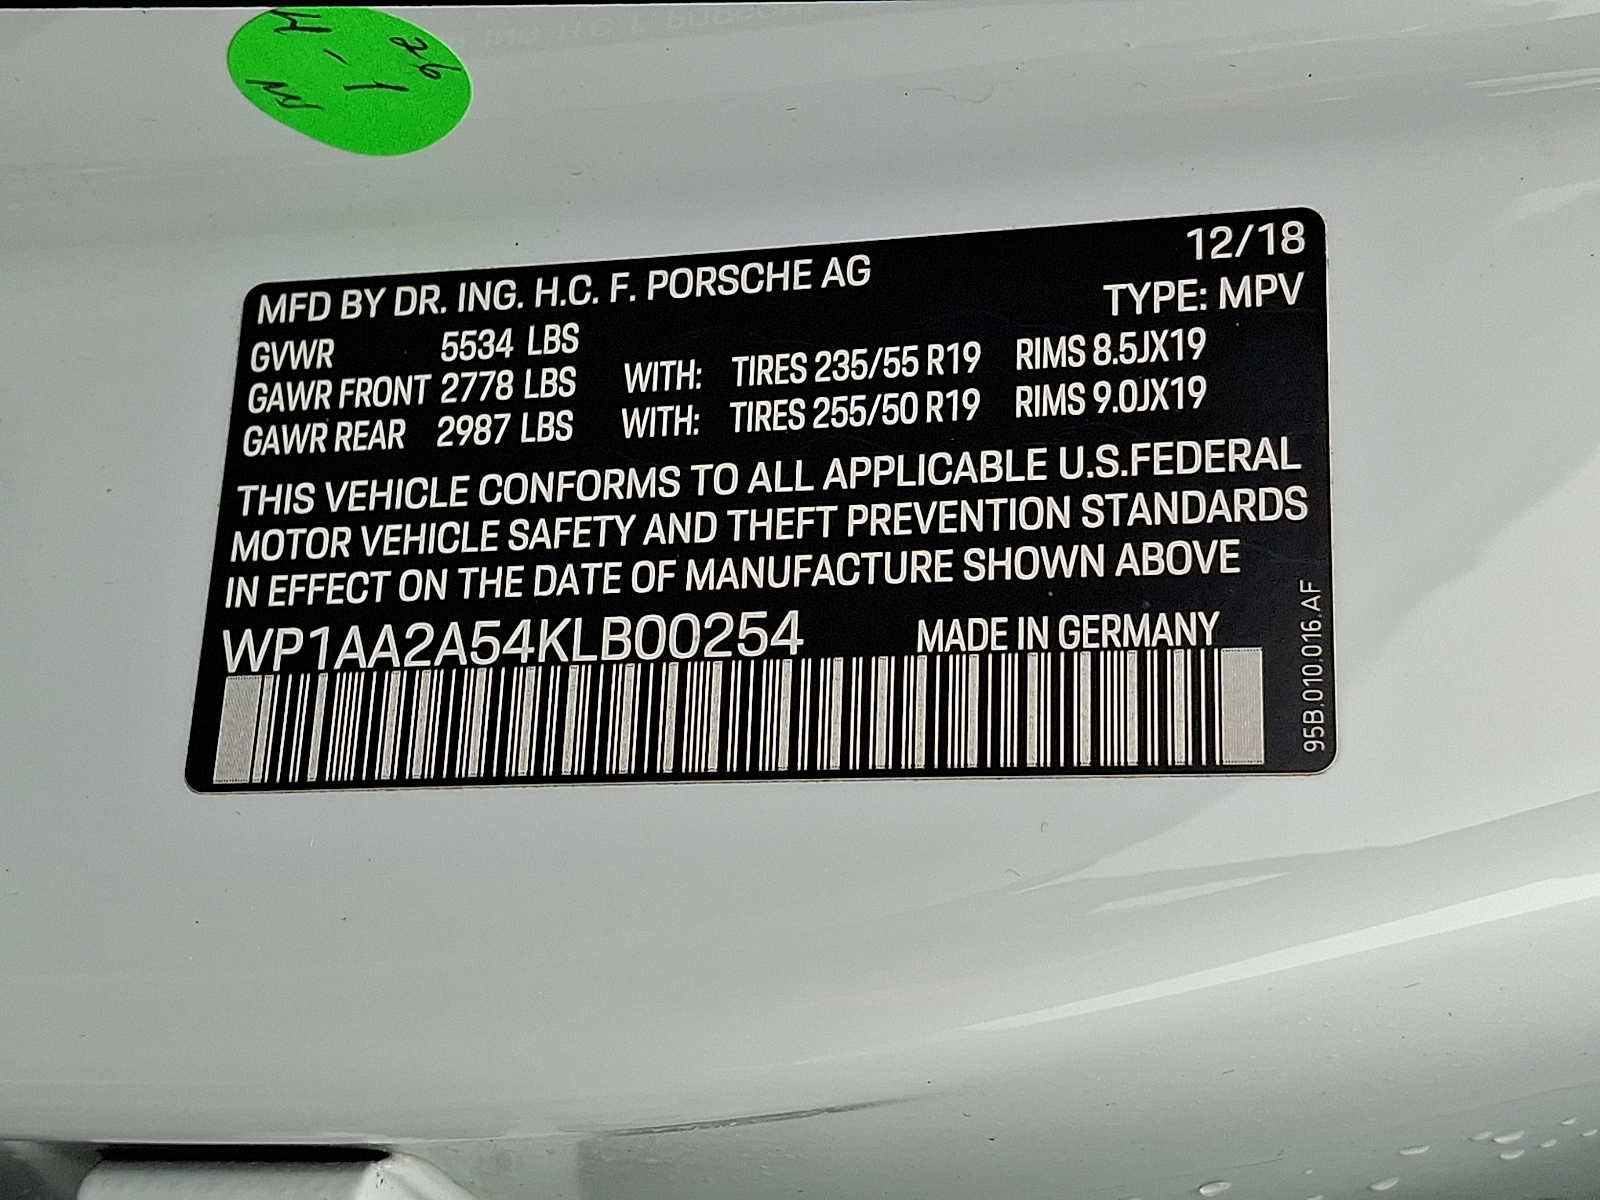 26
MFD BY DR. ING. H.C. F. PORSCHE AG
12/18
TYPE: MPV
GVWR 5534 LBS
GAWR FRONT 2778 LBS WITH: TIRES 235/55 R19 RIMS 8.5JX19
GAWR REAR 2987 LBS WITH: TIRES 255/50 R19 RIMS 9.0JX19
THIS VEHICLE CONFORMS TO ALL APPLICABLE U.S.FEDERAL
MOTOR VEHICLE SAFETY AND THEFT PREVENTION STANDARDS
IN EFFECT ON THE DATE OF MANUFACTURE SHOWN ABOVE
WP1AA2A54KLB00254 MADE IN GERMANY
95B.010.016.AF